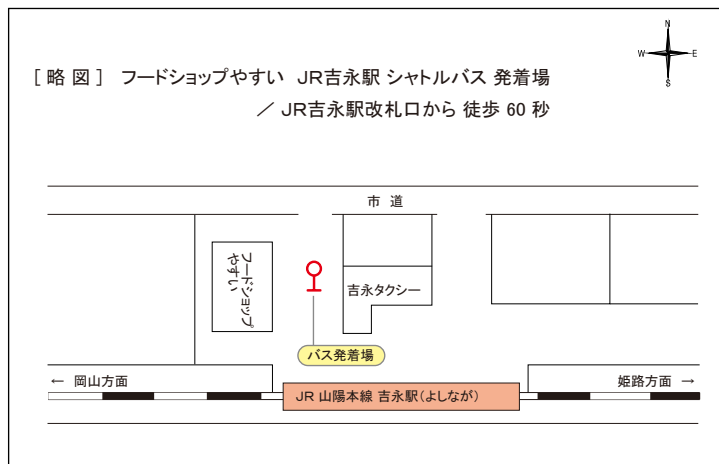 N
W E
S
［略図］ フードショップやすい JR吉永駅 シャトルバス 発着場
／ JR吉永駅改札口から 徒歩 60 秒
市 道
フードショップ
やすい
吉永タクシー
バス発着場
← 岡山方面
姫路方面 →
JR 山陽本線 吉永駅（よしなが）